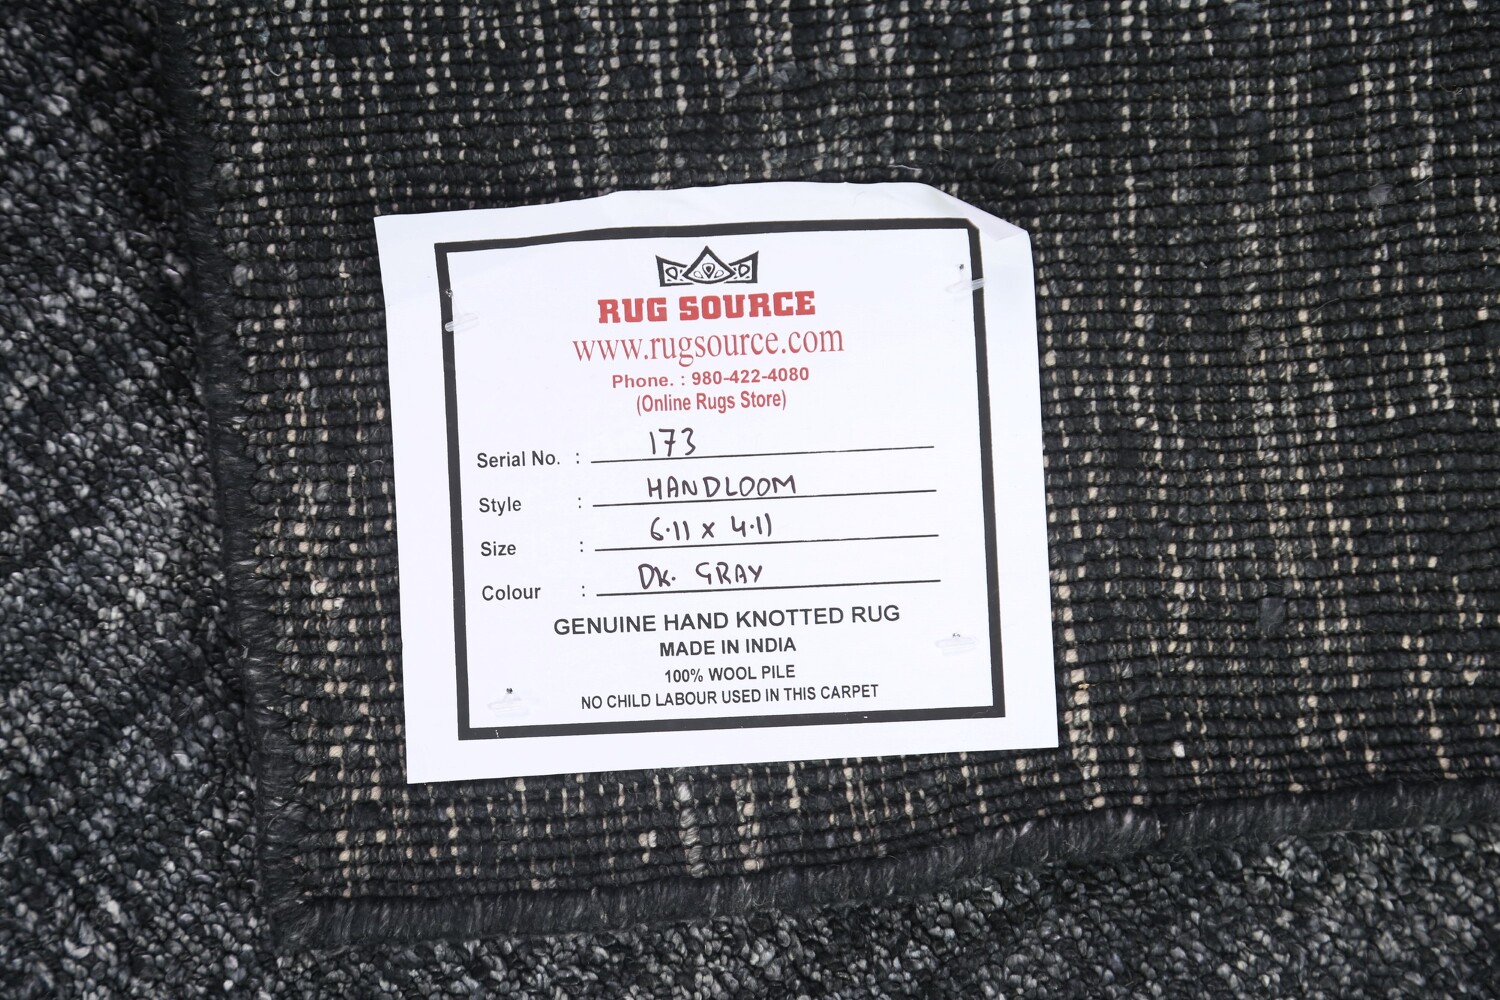 RUG SOURCE
www.rugsource.com
Phone. : 980-422-4080
(Online Rugs Store)
Serial No. : 173
Style : HANDLOOM
Size : 6.11 x 4.11
Colour : DK. GRAY
GENUINE HAND KNOTTED RUG
MADE IN INDIA
100% WOOL PILE
NO CHILD LABOUR USED IN THIS CARPET